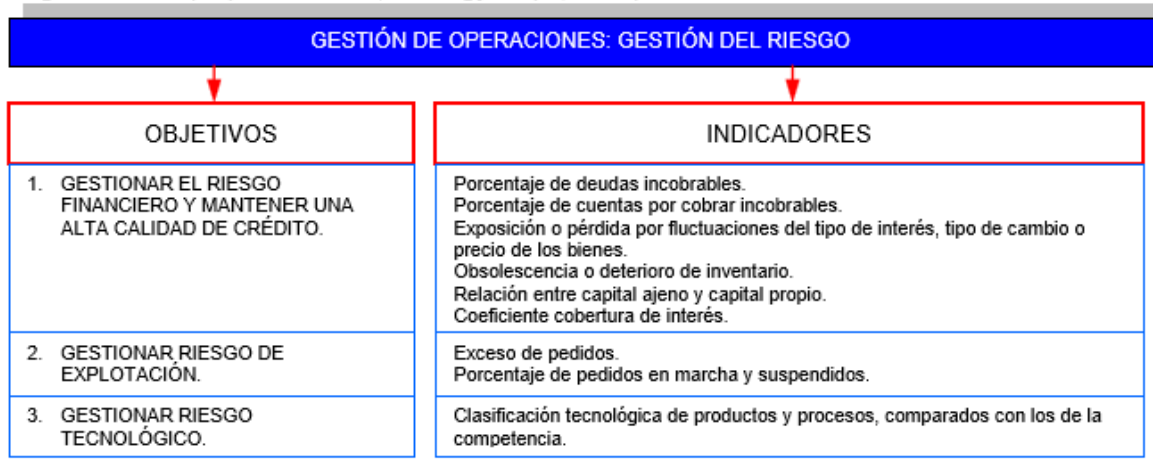 GESTIÓN DE OPERACIONES: GESTIÓN DEL RIESGO
OBJETIVOS
INDICADORES
1. GESTIONAR EL RIESGO
FINANCIERO Y MANTENER UNA
ALTA CALIDAD DE CRÉDITO.
Porcentaje de deudas incobrables.
Porcentaje de cuentas por cobrar incobrables.
Exposición o pérdida por fluctuaciones del tipo de interés, tipo de cambio o
precio de los bienes.
Obsolescencia o deterioro de inventario.
Relación entre capital ajeno y capital propio.
Coeficiente cobertura de interés.
2. GESTIONAR RIESGO DE
EXPLOTACIÓN.
Exceso de pedidos.
Porcentaje de pedidos en marcha y suspendidos.
3. GESTIONAR RIESGO
TECNOLÓGICO.
Clasificación tecnológica de productos y procesos, comparados con los de la
competencia.